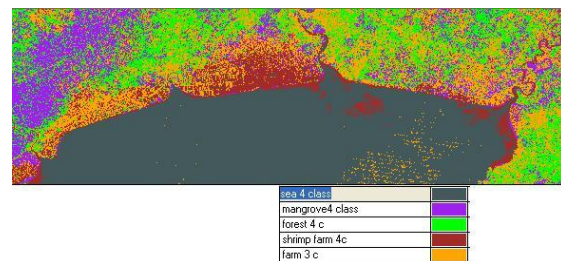 sea 4 class
mangrove4 class
forest 4 c
shrimp farm 4c
farm 3 c